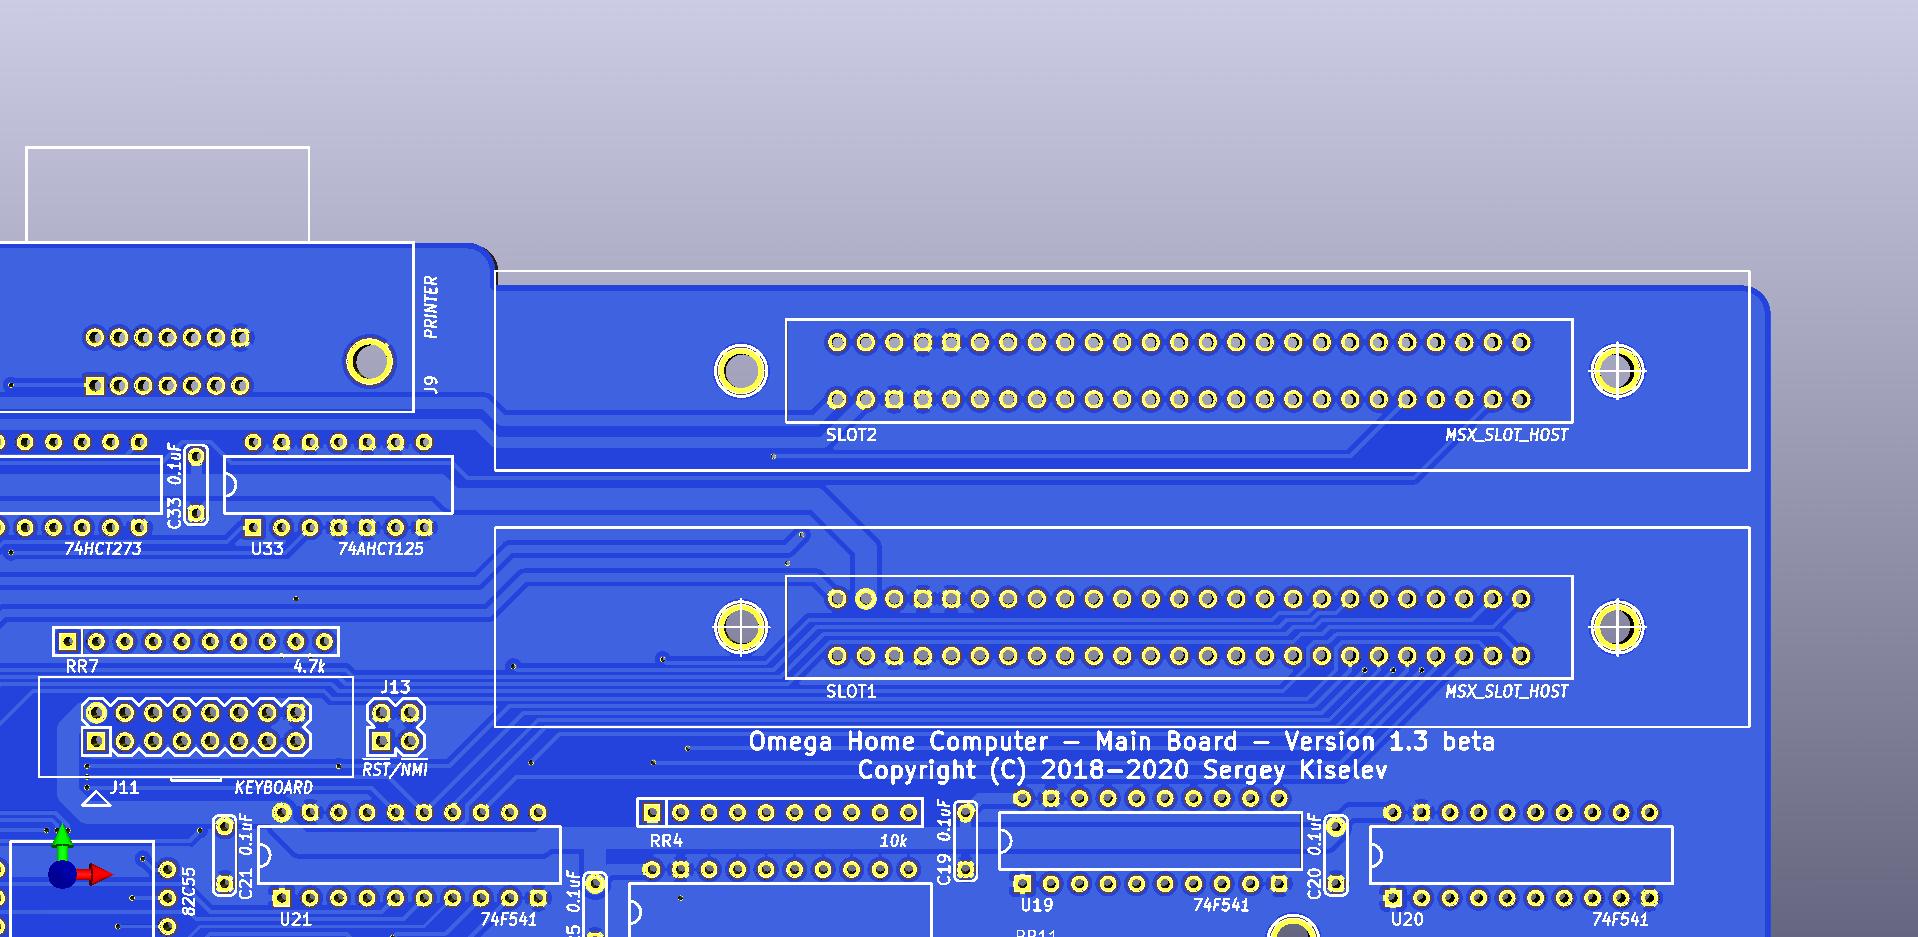 PRINTER
J9
SLOT2
MSX_SLOT_HOST
0.1uF
C33
74HCT273
U33
74AHCT125
RR7
4.7k
J13
SLOT1
MSX_SLOT_HOST
RST/NMI
J11
KEYBOARD
Omega Home Computer – Main Board – Version 1.3 beta
Copyright (C) 2018–2020 Sergey Kiselev
C21 0.1uF
RR4
10k
C19 0.1uF
C20 0.1uF
82C55
0.1uF
U21
74F541
U19
74F541
U20
74F541
RR11